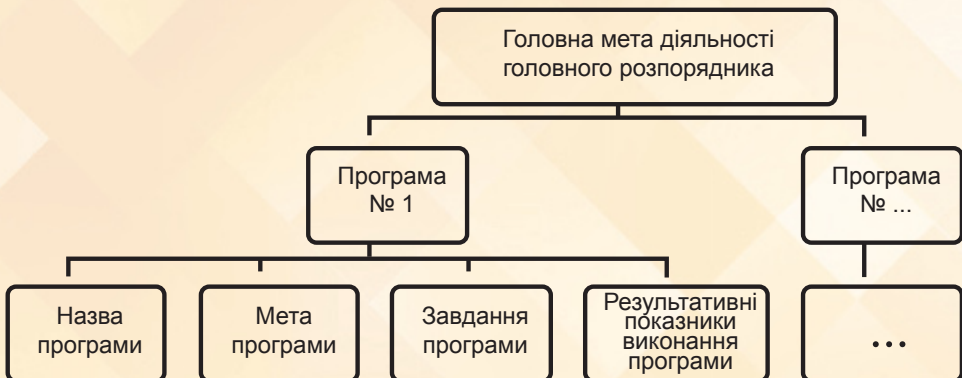 Головна мета діяльності
головного розпорядника
Програма
№ 1
Програма
№ ...
Назва
програми
Мета
програми
Завдання
програми
Результативні
показники
виконання
програми
...